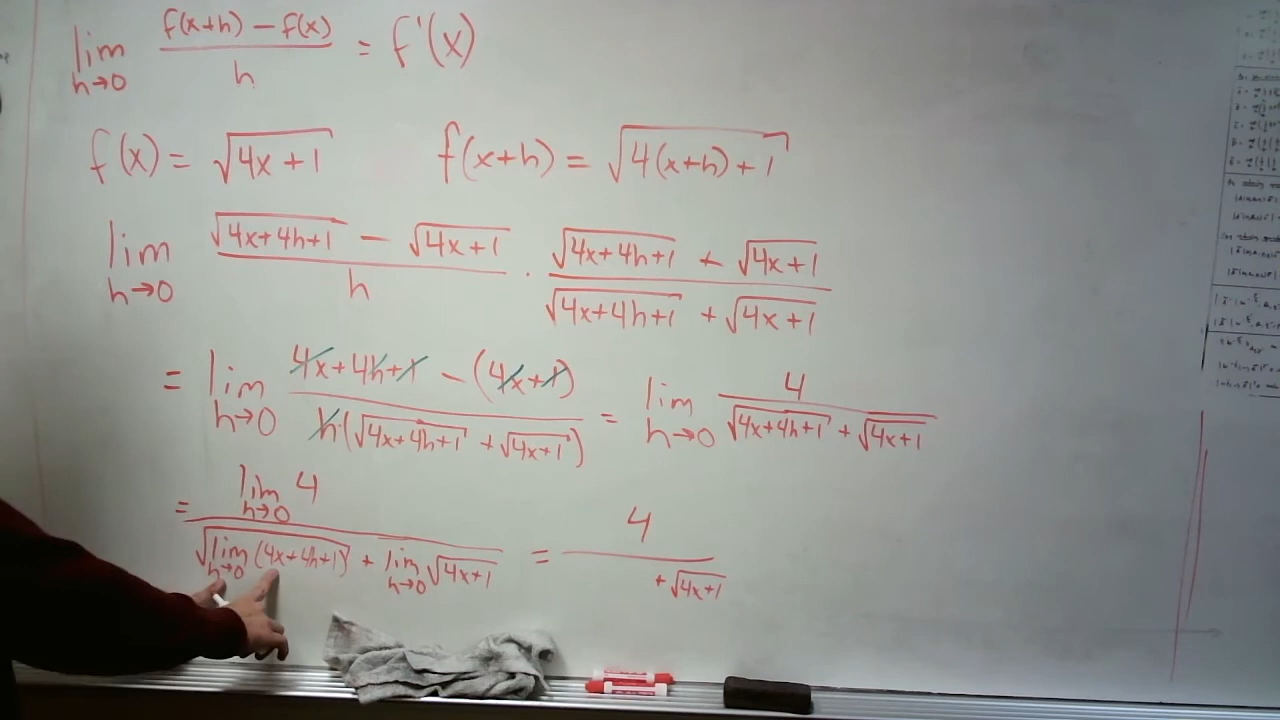 lim h→0 f(x+h) − f(x) / h = f'(x)
f(x) = √(4x+1) f(x+h) = √(4(x+h)+1)
lim h→0 √(4x+4h+1) − √(4x+1) / h · √(4x+4h+1) + √(4x+1) / √(4x+4h+1) + √(4x+1)
= lim h→0 4x+4h+1 − (4x+1) / h·(√(4x+4h+1) + √(4x+1)) = lim h→0 4 / √(4x+4h+1) + √(4x+1)
= lim h→0 4 / √(lim h→0 (4x+4h+1)) + lim h→0 √(4x+1) = 4 / + √(4x+1)